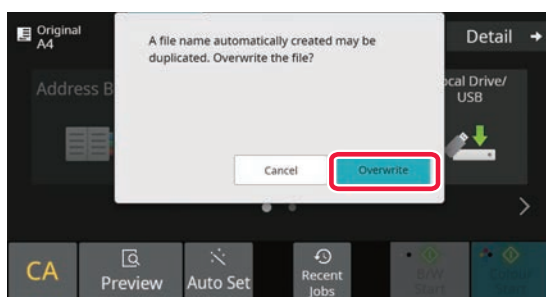 Original
A4
A file name automatically created may be
duplicated. Overwrite the file?
Detail
Address B
ocal Drive/
USB
Cancel
Overwrite
CA
Preview
Auto Set
Recent
Jobs
B/W
Start
Colour
Start